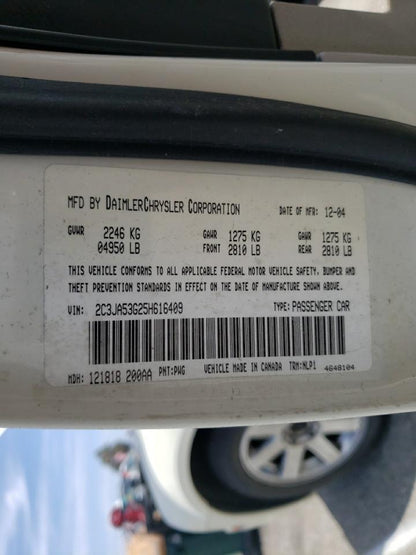 MFD BY DAIMLERCHRYSLER CORPORATION DATE OF MFR: 12-04
GVWR 2246 KG GAWR 1275 KG GAWR 1275 KG
04950 LB FRONT 2810 LB REAR 2810 LB
THIS VEHICLE CONFORMS TO ALL APPLICABLE FEDERAL MOTOR VEHICLE SAFETY, BUMPER AND
THEFT PREVENTION STANDARDS IN EFFECT ON THE DATE OF MANUFACTURE SHOWN ABOVE.
VIN: 2C3JA53G25H616409 TYPE: PASSENGER CAR
MDH: 121818 200AA PNT:PWG VEHICLE MADE IN CANADA TRM:NLP1 4648104